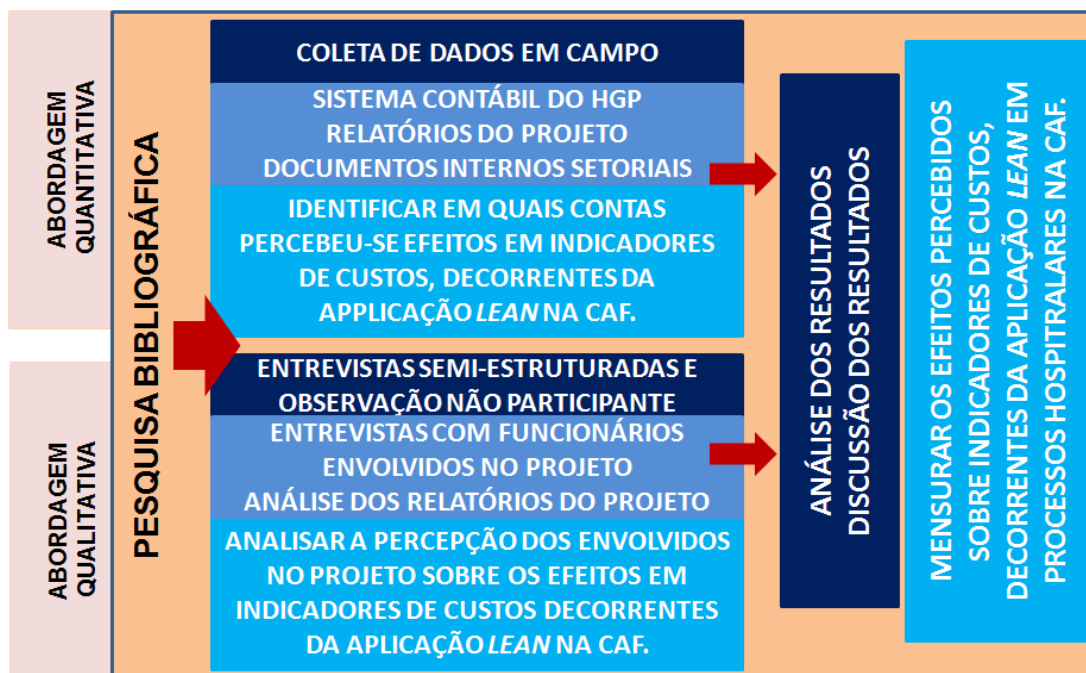 ABORDAGEM
QUANTITATIVA
ABORDAGEM
QUALITATIVA
PESQUISA BIBLIOGRÁFICA
COLETA DE DADOS EM CAMPO
SISTEMA CONTÁBIL DO HGP
RELATÓRIOS DO PROJETO
DOCUMENTOS INTERNOS SETORIAIS
IDENTIFICAR EM QUAIS CONTAS
PERCEBEU-SE EFEITOS EM INDICADORES
DE CUSTOS, DECORRENTES DA
APPLICAÇÃO LEAN NA CAF.
ENTREVISTAS SEMI-ESTRUTURADAS E
OBSERVAÇÃO NÃO PARTICIPANTE
ENTREVISTAS COM FUNCIONÁRIOS
ENVOLVIDOS NO PROJETO
ANÁLISE DOS RELATÓRIOS DO PROJETO
ANALISAR A PERCEPÇÃO DOS ENVOLVIDOS
NO PROJETO SOBRE OS EFEITOS EM
INDICADORES DE CUSTOS DECORRENTES
DA APLICAÇÃO LEAN NA CAF.
ANÁLISE DOS RESULTADOS
DISCUSSÃO DOS RESULTADOS
MENSURAR OS EFEITOS PERCEBIDOS
SOBRE INDICADORES DE CUSTOS,
DECORRENTES DA APLICAÇÃO LEAN EM
PROCESSOS HOSPITRALARES NA CAF.